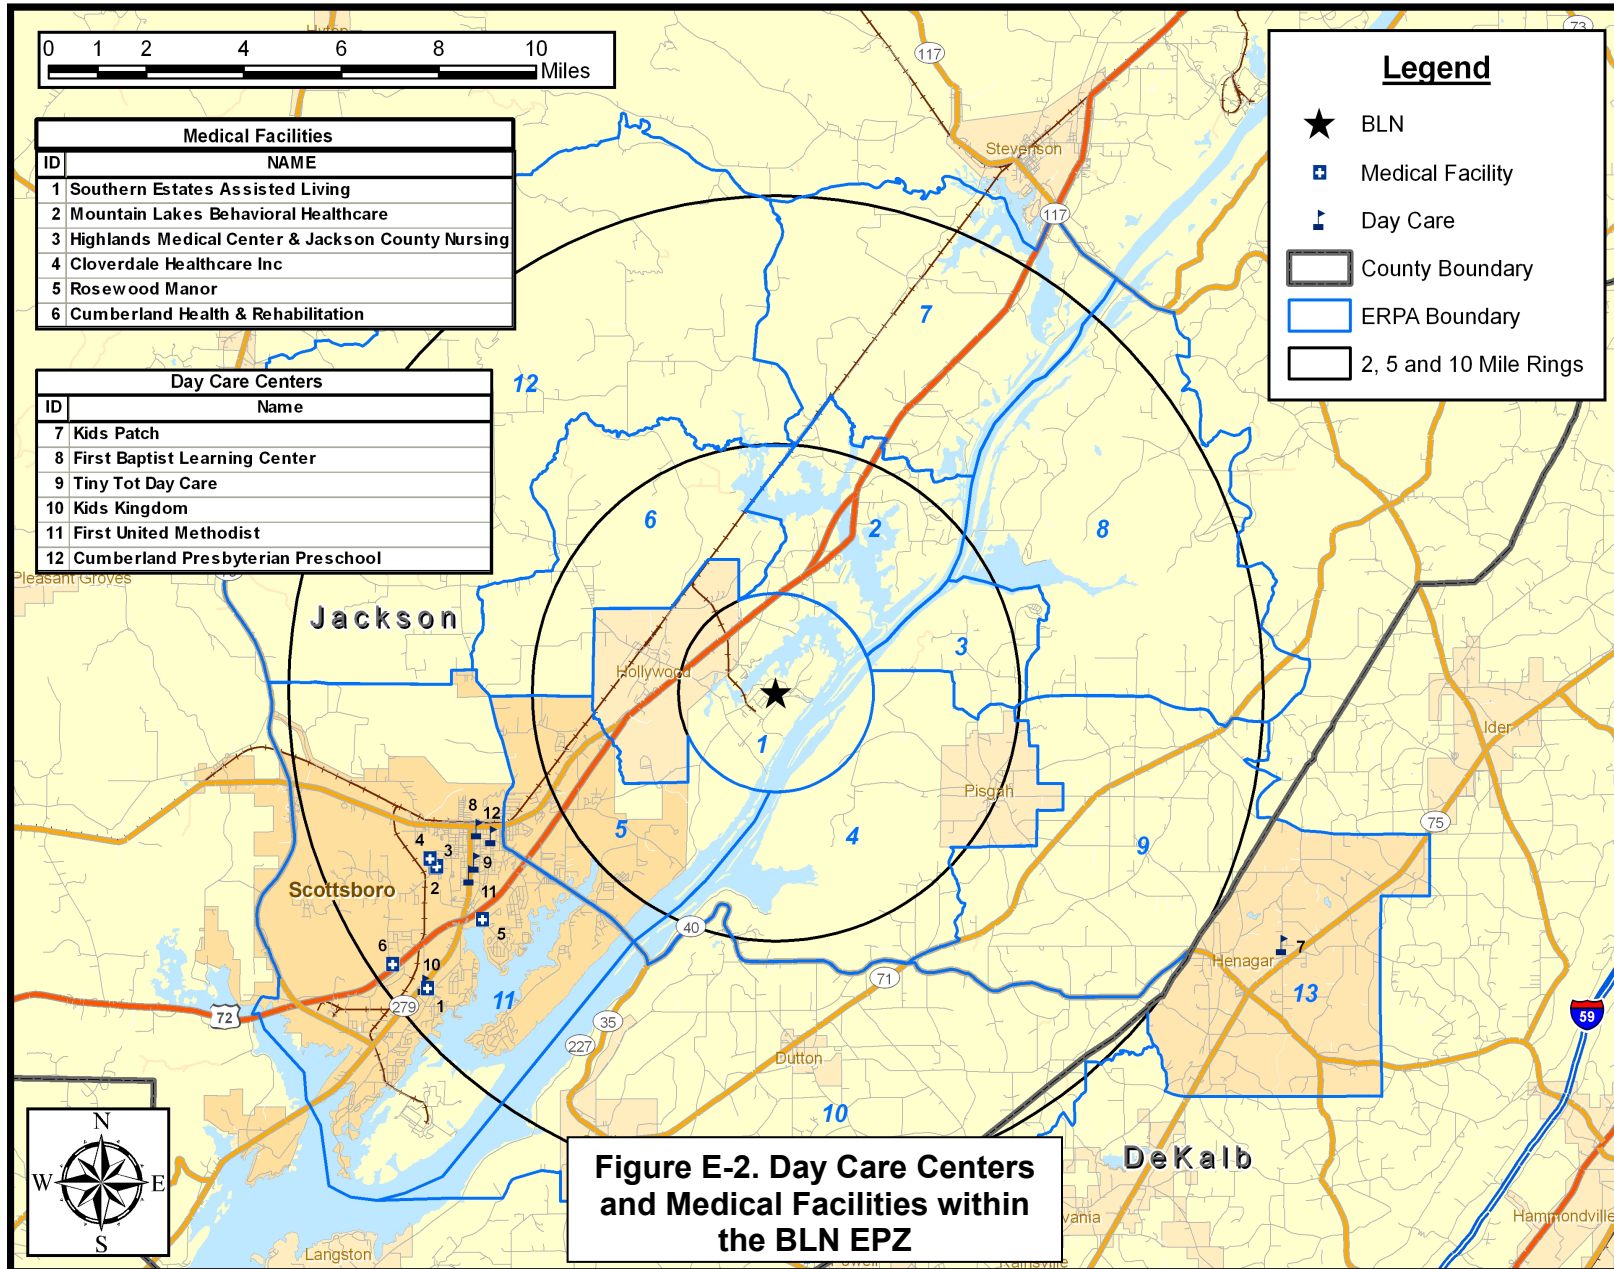 0 1 2 4 6 8 10
Miles
Medical Facilities
ID NAME
1 Southern Estates Assisted Living
2 Mountain Lakes Behavioral Healthcare
3 Highlands Medical Center & Jackson County Nursing
4 Cloverdale Healthcare Inc
5 Rosewood Manor
6 Cumberland Health & Rehabilitation
Day Care Centers
ID Name
7 Kids Patch
8 First Baptist Learning Center
9 Tiny Tot Day Care
10 Kids Kingdom
11 First United Methodist
12 Cumberland Presbyterian Preschool
Legend
BLN
Medical Facility
Day Care
County Boundary
ERPA Boundary
2, 5 and 10 Mile Rings
73
117
Stevenson
117
7
12
6
2
8
Pleasant Groves
Jackson
3
Hollywood
1
Ider
Pisgah
75
8
12
4
3
9
2
11
Scottsboro
5
4
9
5
6
10
1
40
7
Henagar
13
71
279
11
72
35
227
59
Dutton
10
DeKalb
N
W E
S
Langston
Hammondville
Figure E-2. Day Care Centers
and Medical Facilities within
the BLN EPZ